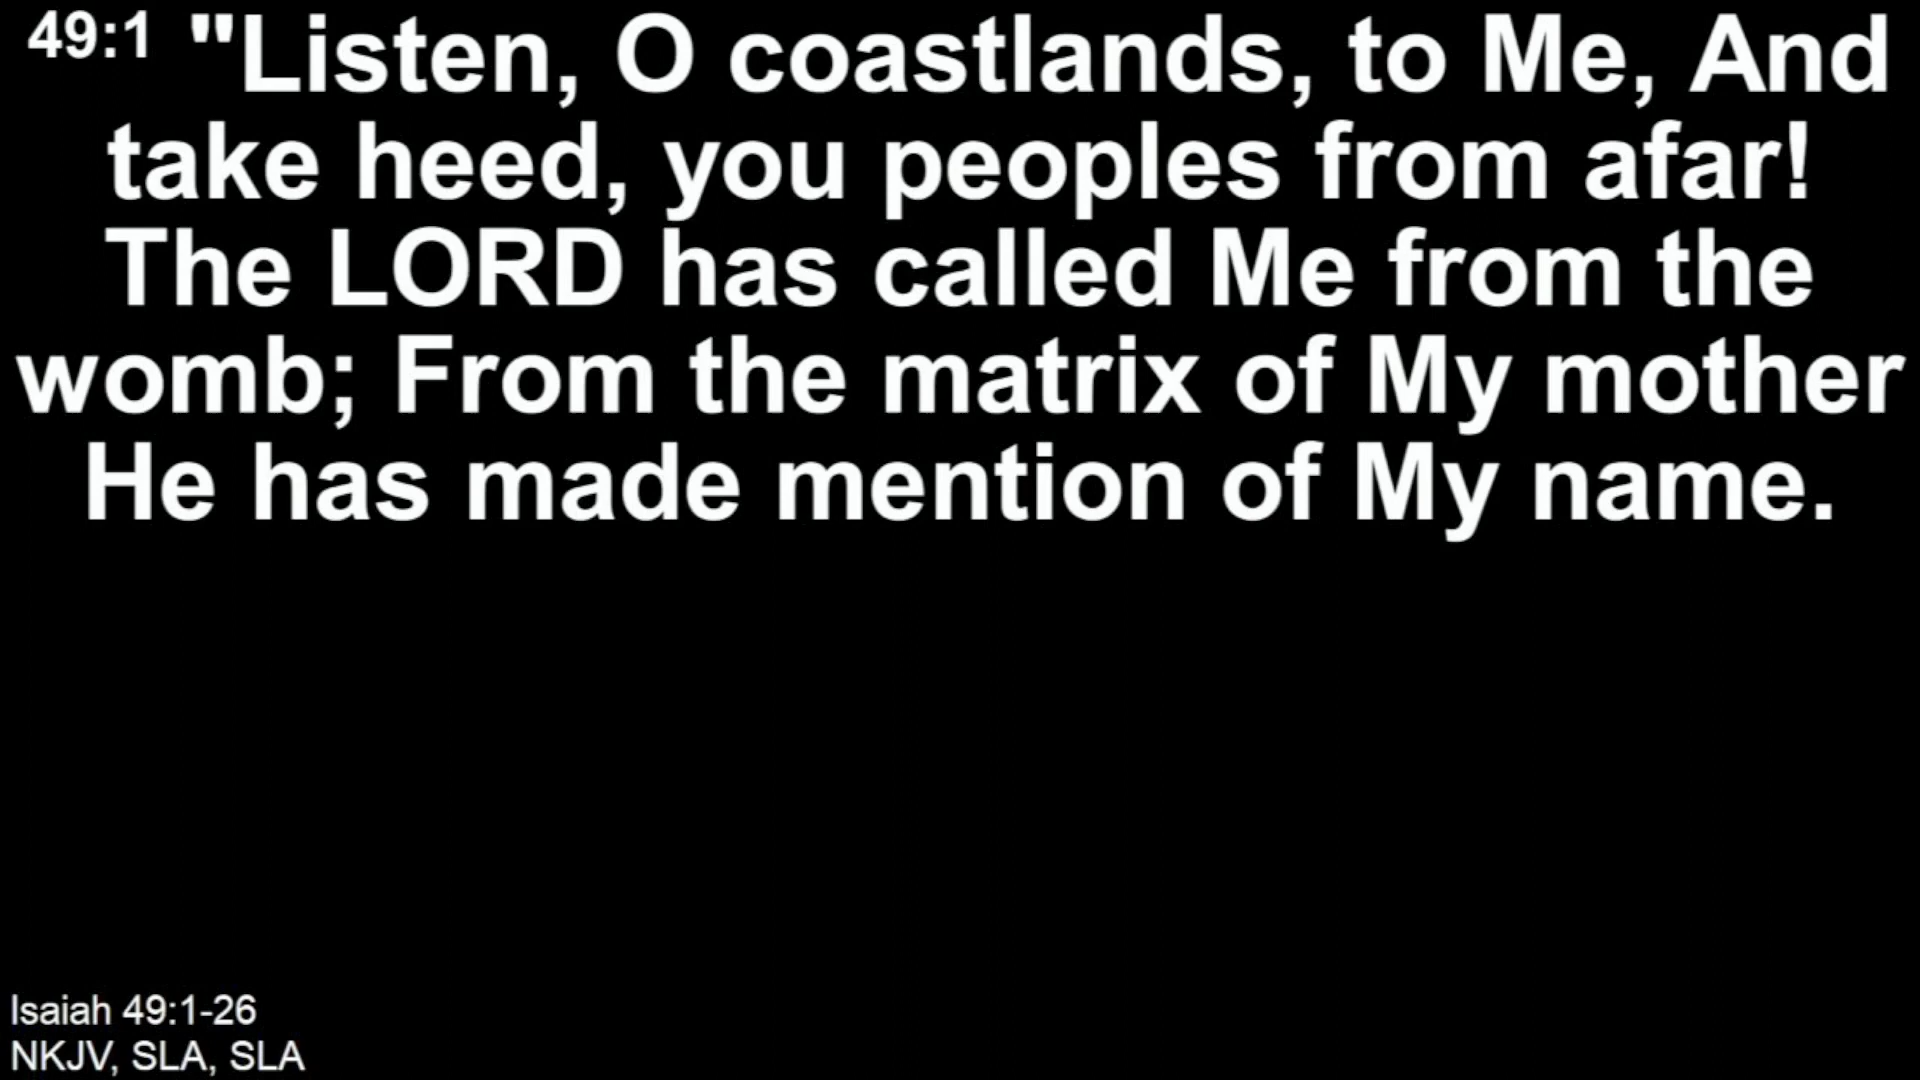 49:1 "Listen, O coastlands, to Me, And
take heed, you peoples from afar!
The LORD has called Me from the
womb; From the matrix of My mother
He has made mention of My name.
Isaiah 49:1-26
NKJV, SLA, SLA